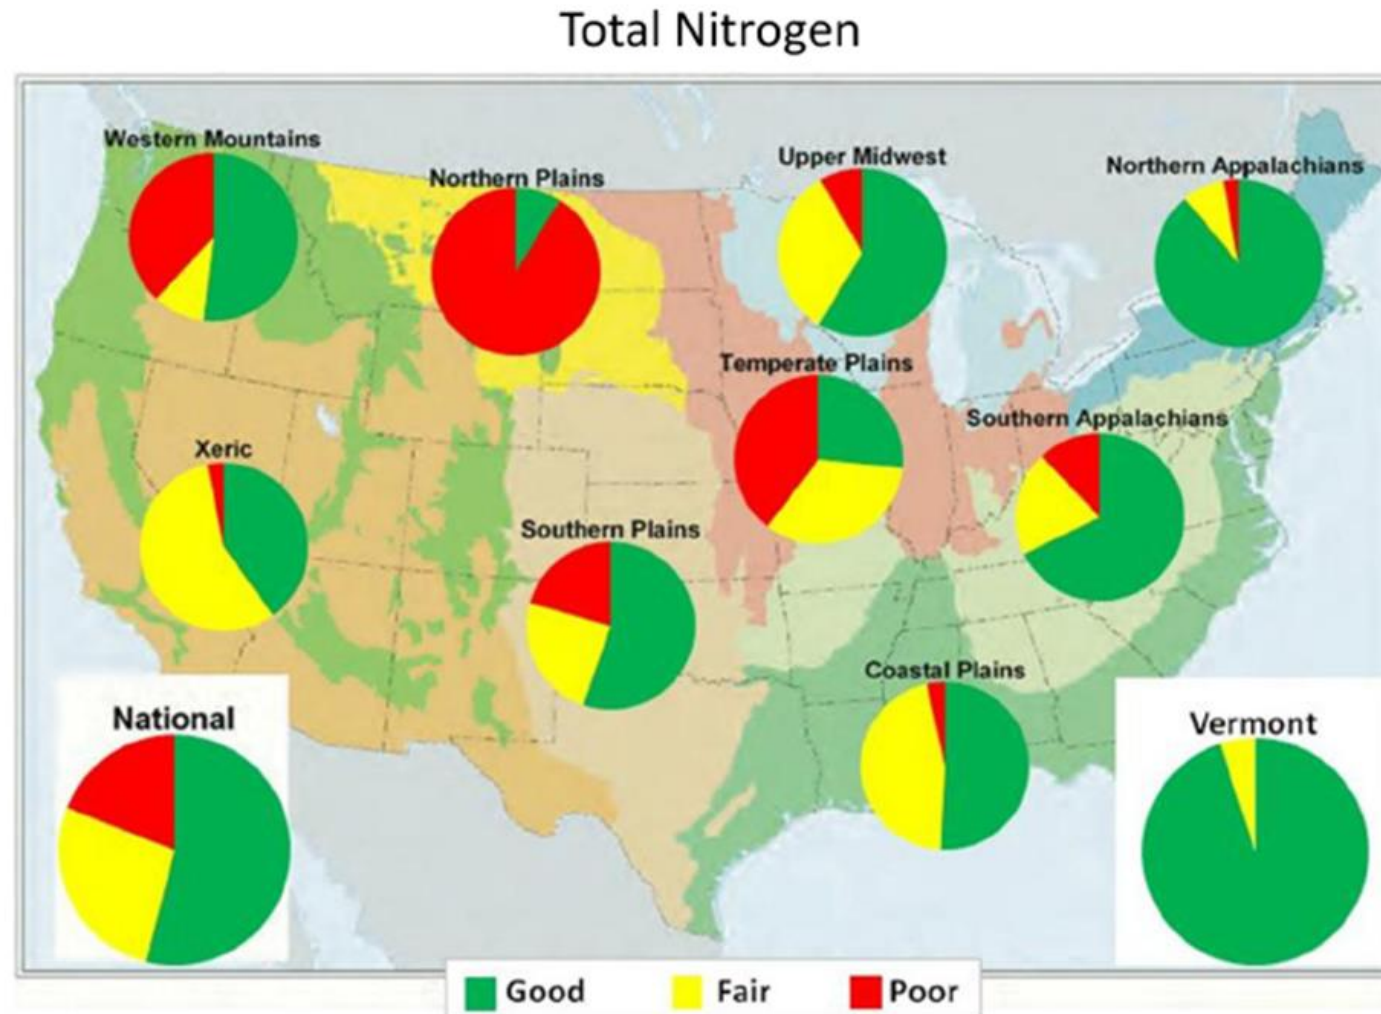 Total Nitrogen
Western Mountains
Northern Plains
Upper Midwest
Northern Appalachians
Temperate Plains
Southern Appalachians
Xeric
Southern Plains
Coastal Plains
National
Vermont
Good Fair Poor